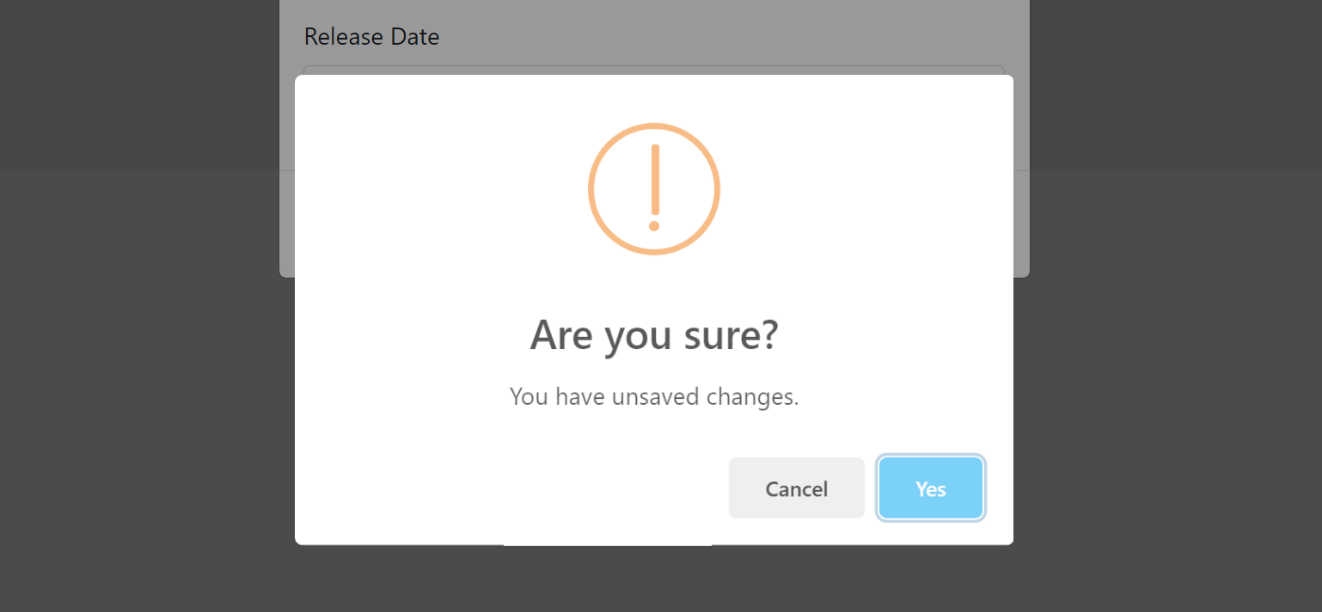 Release Date
Are you sure?
You have unsaved changes.
Cancel
Yes